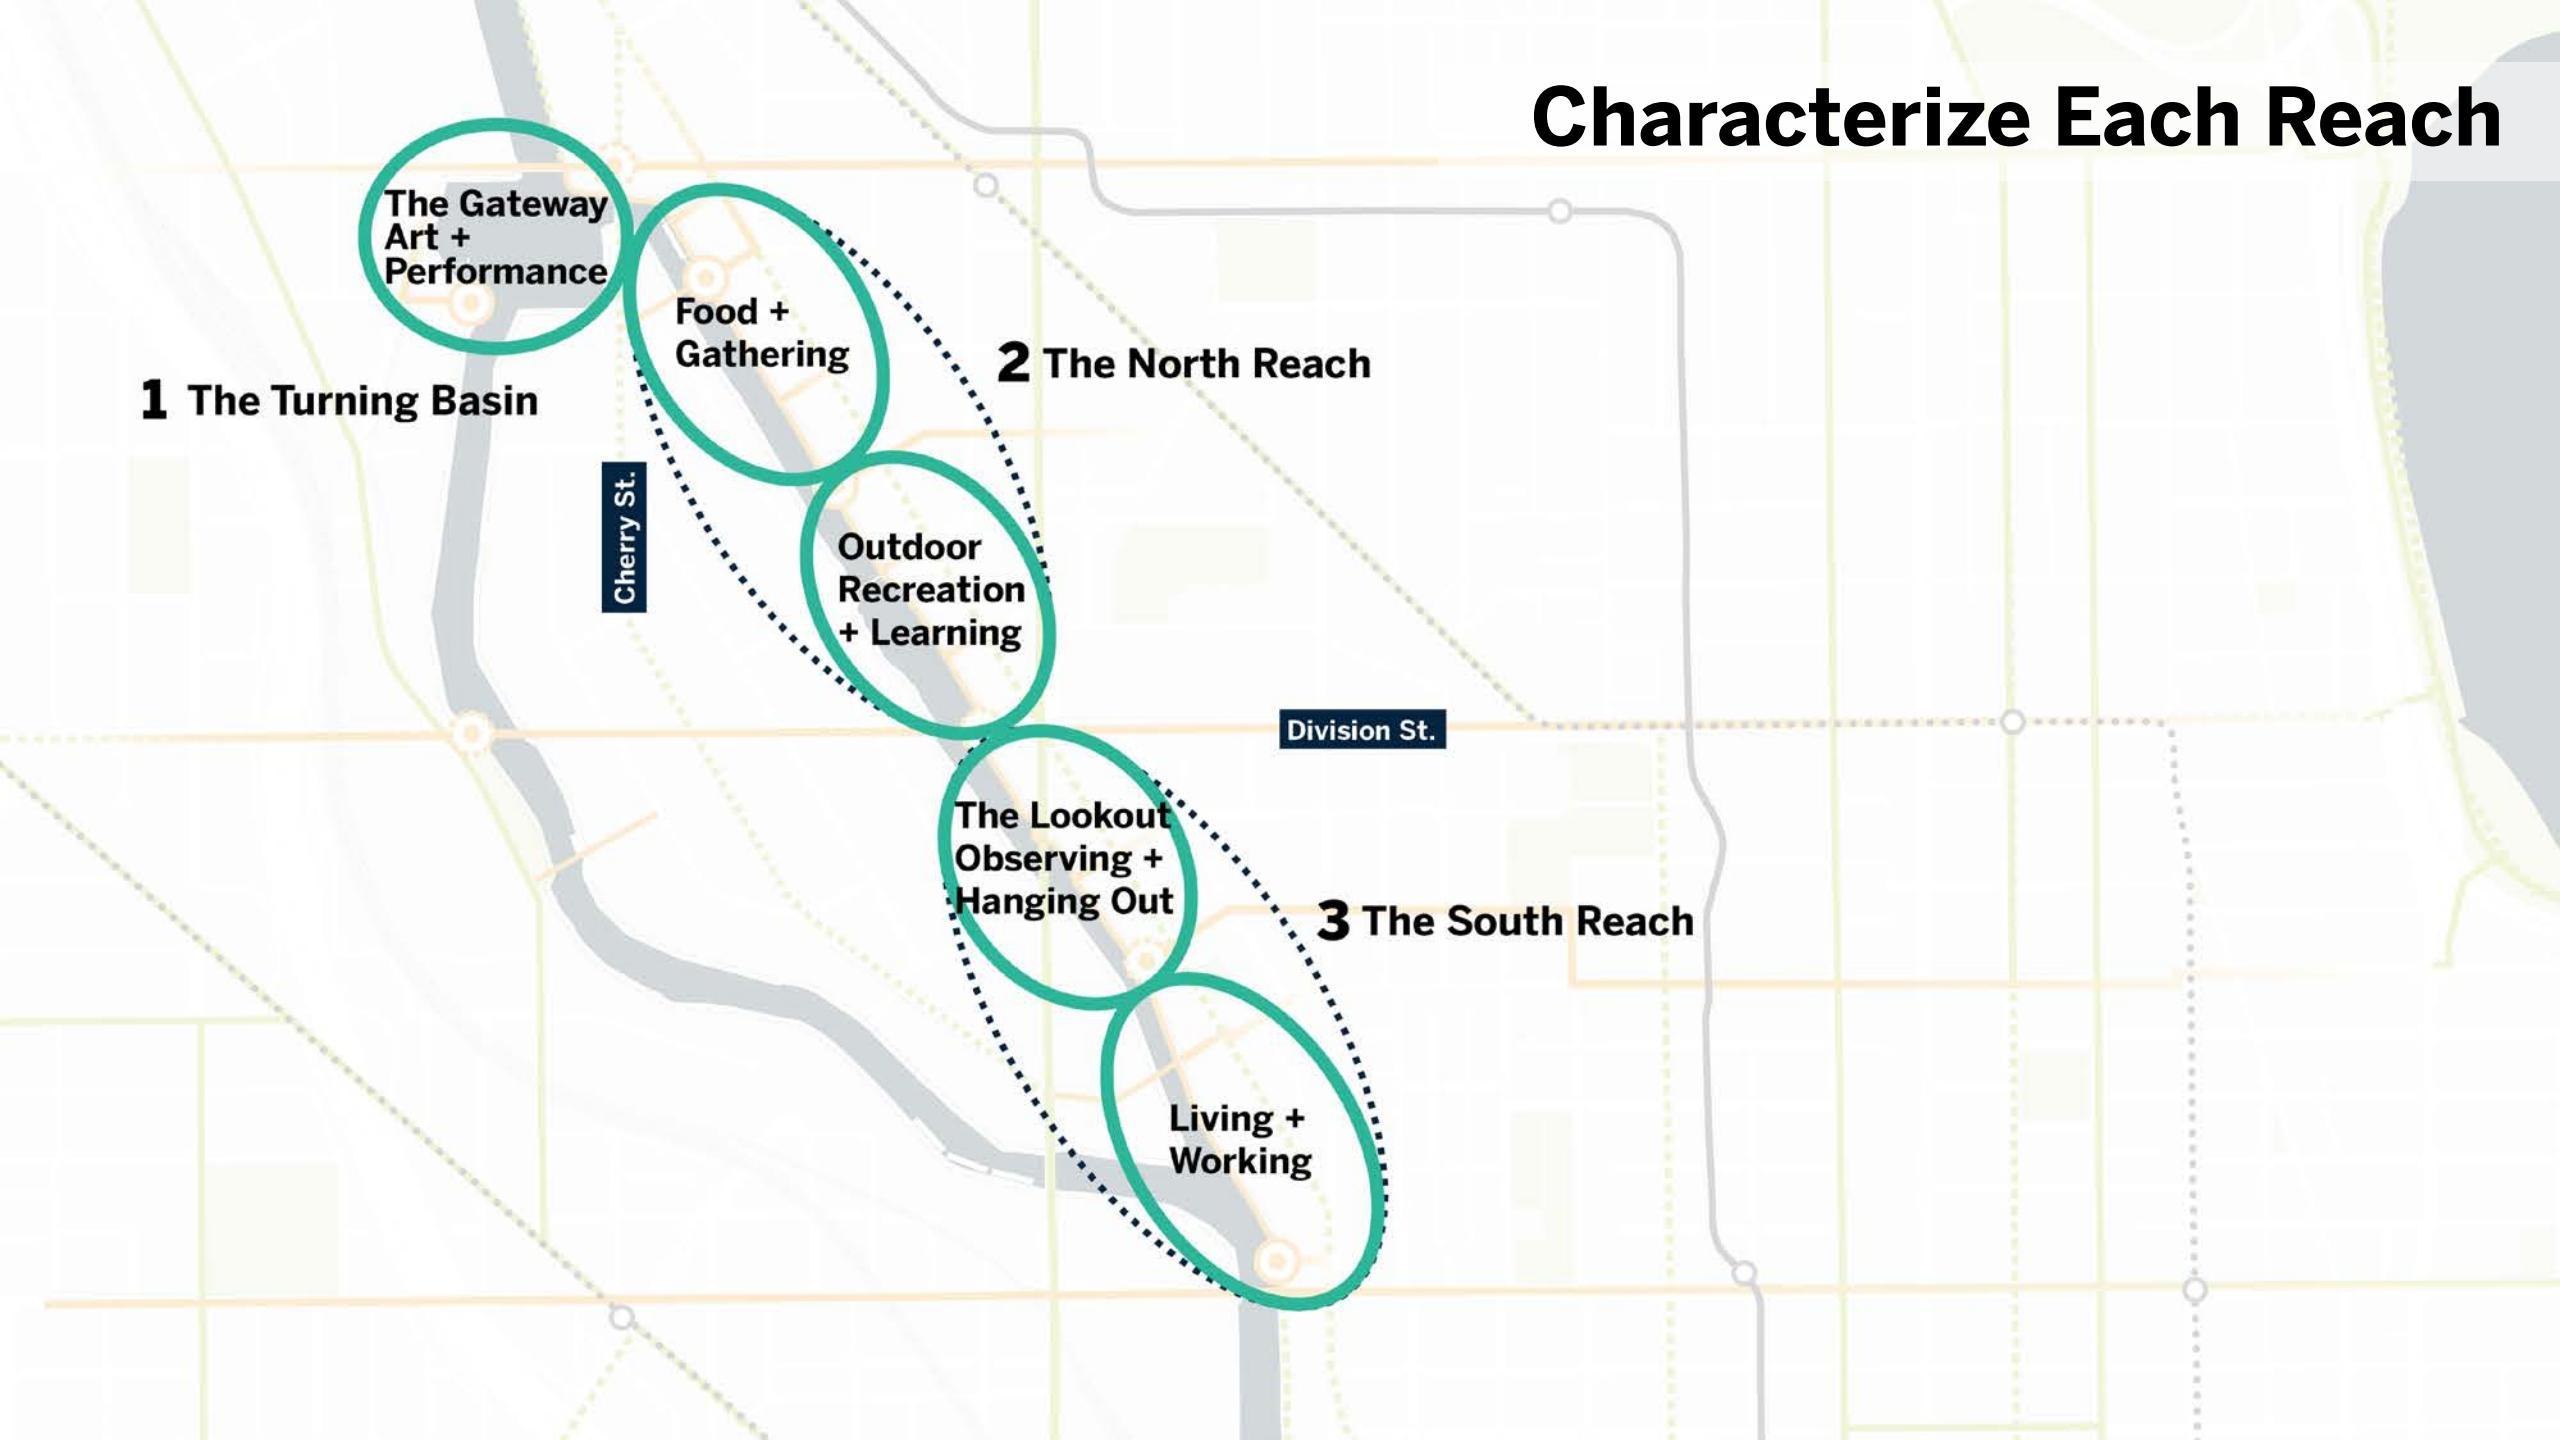 Characterize Each Reach
The Gateway
Art +
Performance
1 The Turning Basin
Food +
Gathering
2 The North Reach
Cherry St.
Outdoor
Recreation
+ Learning
Division St.
The Lookout
Observing +
Hanging Out
3 The South Reach
Living +
Working